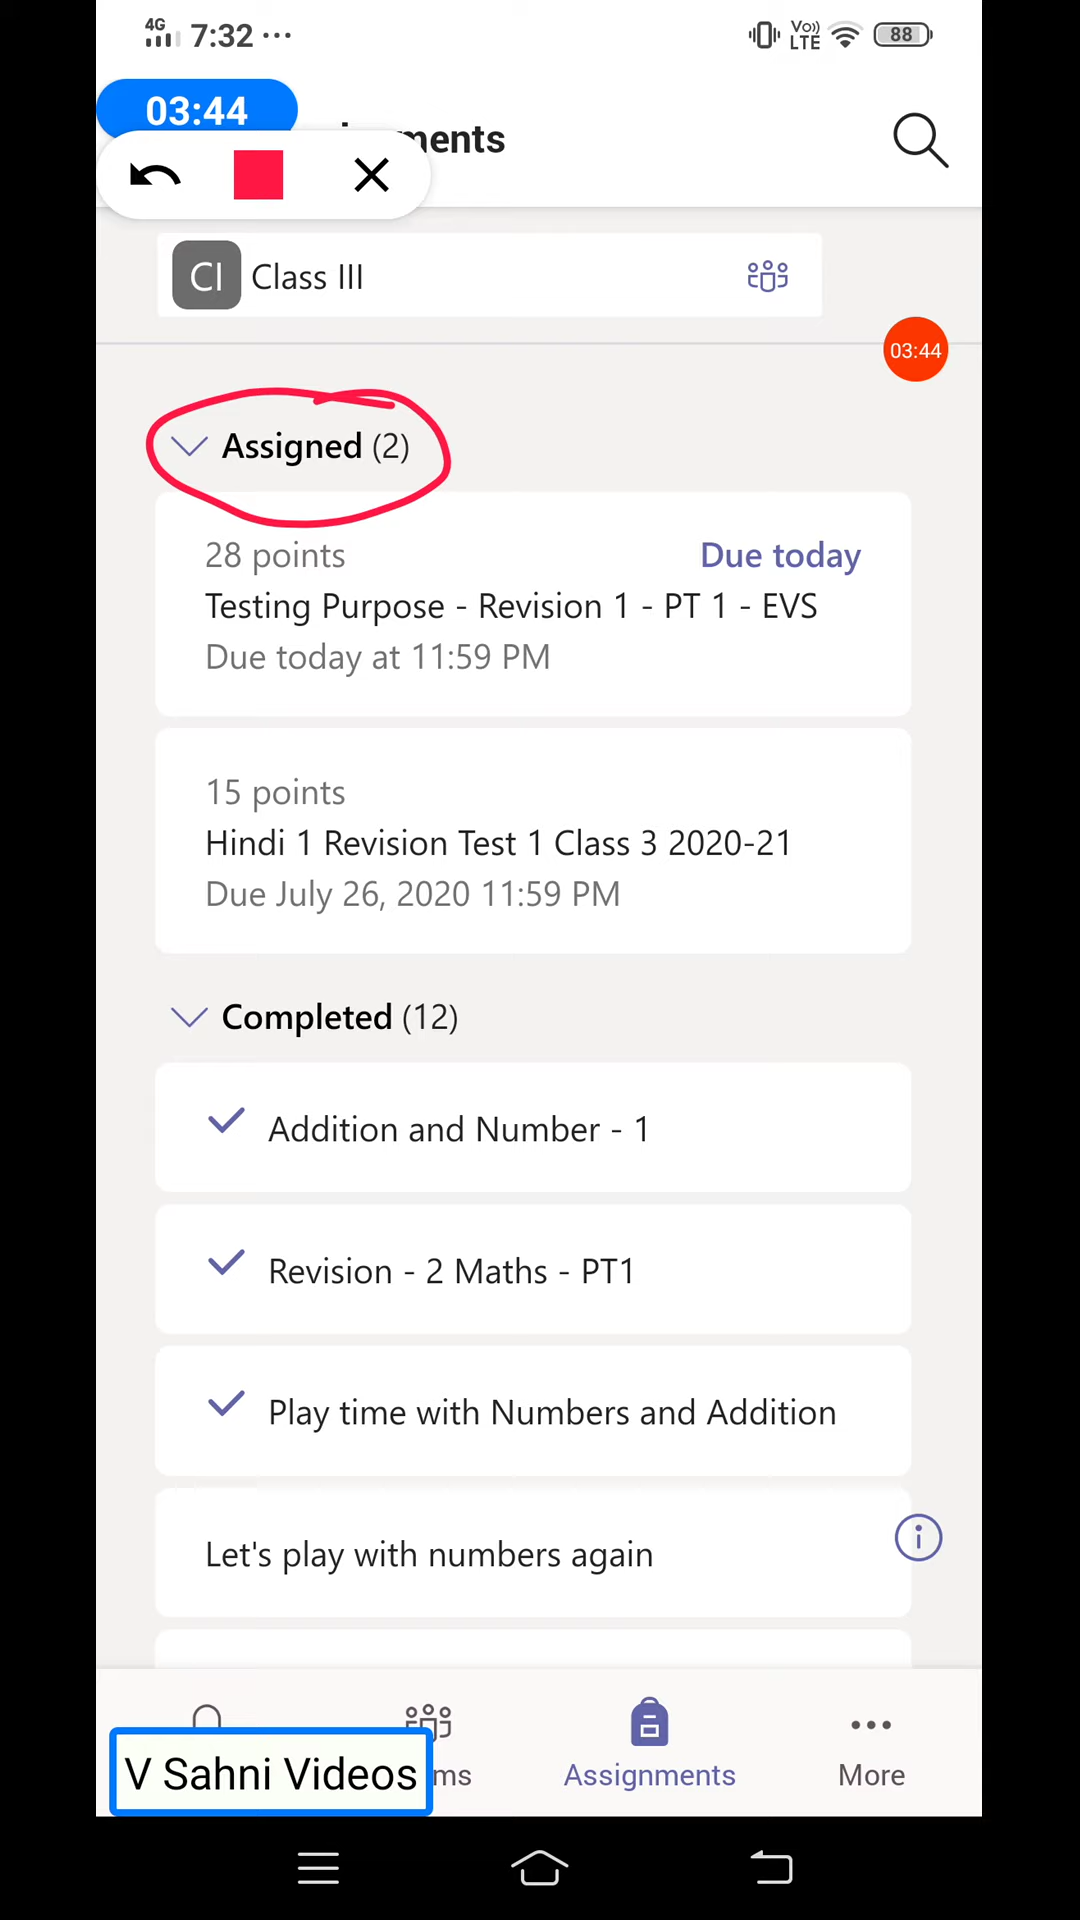 4G 7:32 ... Vo)) LTE 88
03:44
ments
CI Class III
03:44
Assigned (2)
28 points Due today
Testing Purpose - Revision 1 - PT 1 - EVS
Due today at 11:59 PM
15 points
Hindi 1 Revision Test 1 Class 3 2020-21
Due July 26, 2020 11:59 PM
Completed (12)
Addition and Number - 1
Revision - 2 Maths - PT1
Play time with Numbers and Addition
Let's play with numbers again
V Sahni Videos ms Assignments More